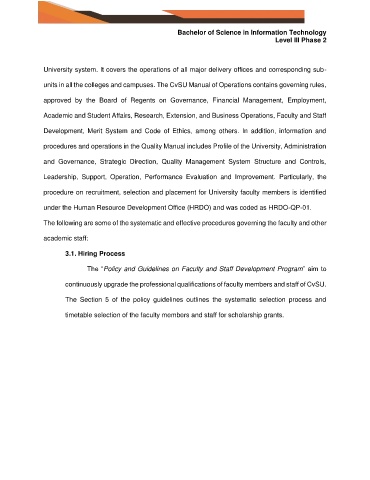 Bachelor of Science in Information Technology
Level III Phase 2
University system. It covers the operations of all major delivery offices and corresponding sub-
units in all the colleges and campuses. The CvSU Manual of Operations contains governing rules,
approved by the Board of Regents on Governance, Financial Management, Employment,
Academic and Student Affairs, Research, Extension, and Business Operations, Faculty and Staff
Development, Merit System and Code of Ethics, among others. In addition, information and
procedures and operations in the Quality Manual includes Profile of the University, Administration
and Governance, Strategic Direction, Quality Management System Structure and Controls,
Leadership, Support, Operation, Performance Evaluation and Improvement. Particularly, the
procedure on recruitment, selection and placement for University faculty members is identified
under the Human Resource Development Office (HRDO) and was coded as HRDO-QP-01.
The following are some of the systematic and effective procedures governing the faculty and other
academic staff:
3.1. Hiring Process
The "Policy and Guidelines on Faculty and Staff Development Program" aim to
continuously upgrade the professional qualifications of faculty members and staff of CvSU.
The Section 5 of the policy guidelines outlines the systematic selection process and
timetable selection of the faculty members and staff for scholarship grants.